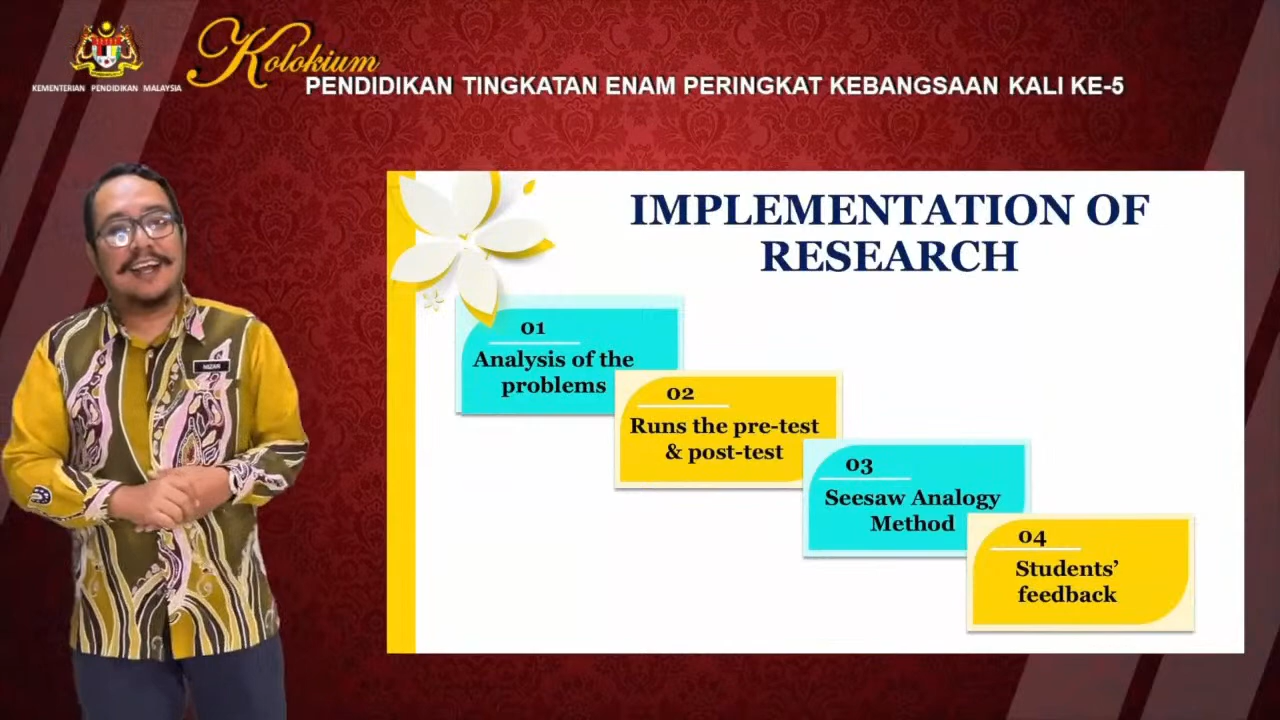 Kolokium
KEMENTERIAN PENDIDIKAN MALAYSIA
PENDIDIKAN TINGKATAN ENAM PERINGKAT KEBANGSAAN KALI KE-5
IMPLEMENTATION OF
RESEARCH
01
Analysis of the
problems
02
Runs the pre-test
& post-test
03
Seesaw Analogy
Method
04
Students’
feedback